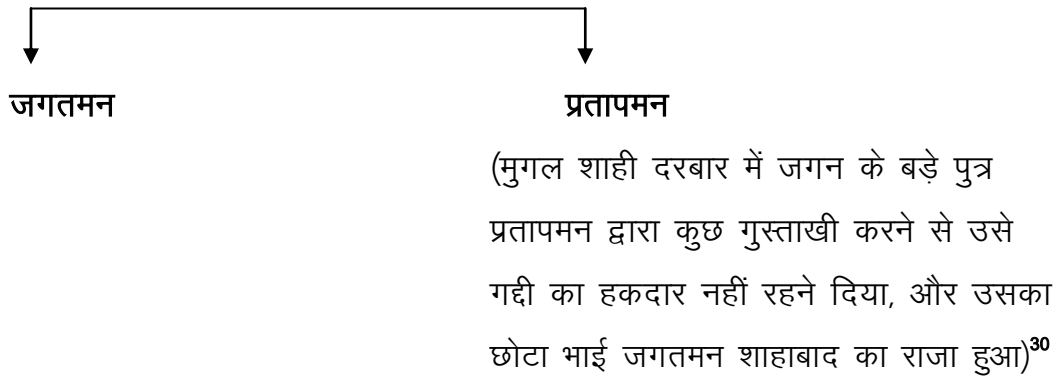 जगतमन प्रतापमन
(मुगल शाही दरबार में जगन के बड़े पुत्र
प्रतापमन द्वारा कुछ गुस्ताखी करने से उसे
गद्दी का हकदार नहीं रहने दिया, और उसका
छोटा भाई जगतमन शाहाबाद का राजा हुआ)30